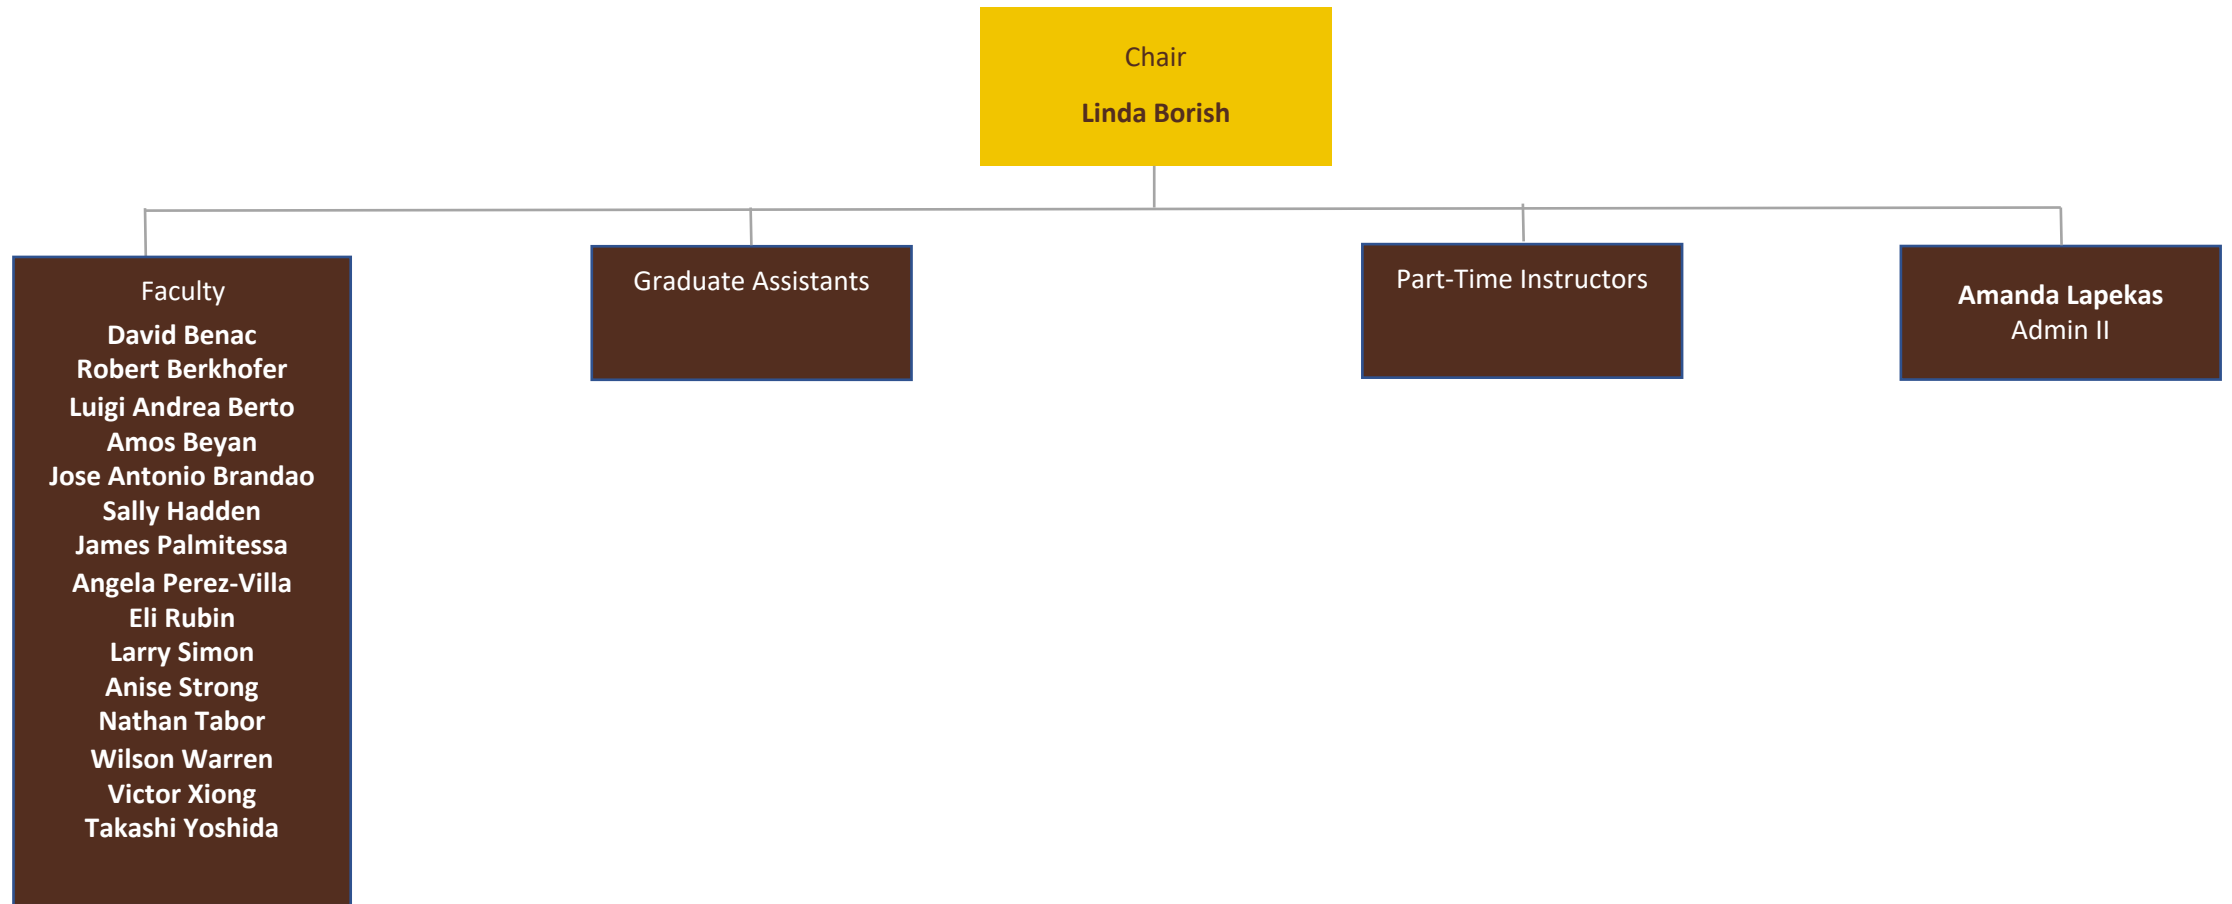 Chair
Linda Borish
Faculty
David Benac
Robert Berkhofer
Luigi Andrea Berto
Amos Beyan
Jose Antonio Brandao
Sally Hadden
James Palmitessa
Angela Perez-Villa
Eli Rubin
Larry Simon
Anise Strong
Nathan Tabor
Wilson Warren
Victor Xiong
Takashi Yoshida
Graduate Assistants
Part-Time Instructors
Amanda Lapekas
Admin II